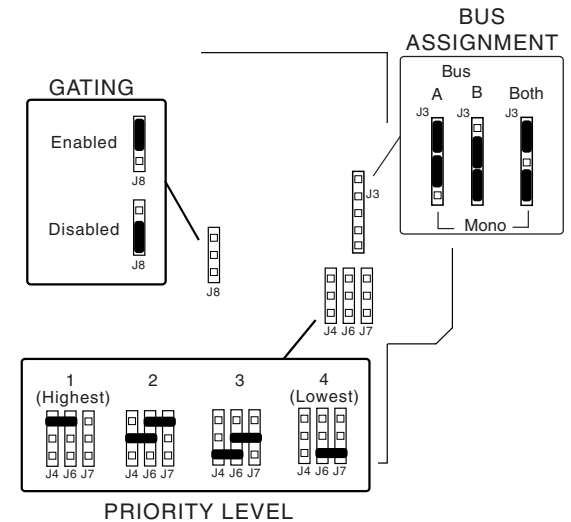 BUS
ASSIGNMENT
Bus
A B Both
J3 J3 J3
Mono
GATING
Enabled
J8
Disabled
J8
J8
J3
J4 J6 J7
1 2 3 4
(Highest) (Lowest)
J4 J6 J7 J4 J6 J7 J4 J6 J7 J4 J6 J7
PRIORITY LEVEL